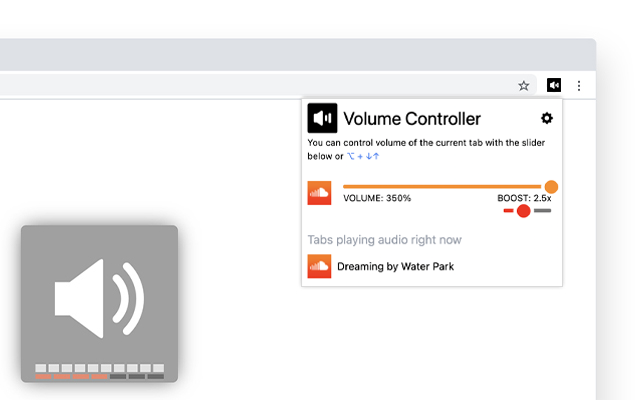 Volume Controller
You can control volume of the current tab with the slider
below or ⌥ + ↓↑
VOLUME: 350%
BOOST: 2.5x
Tabs playing audio right now
Dreaming by Water Park